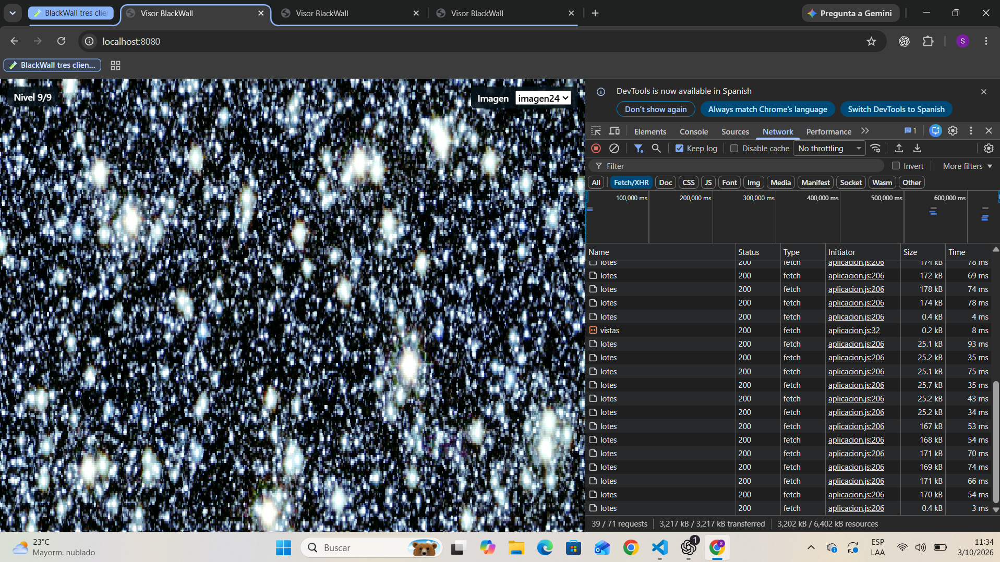 BlackWall tres clien
Visor BlackWall
Visor BlackWall
Visor BlackWall
Pregunta a Gemini
localhost:8080
S
BlackWall tres clien...
Nivel 9/9
Imagen imagen24
DevTools is now available in Spanish
Don't show again Always match Chrome's language Switch DevTools to Spanish
Elements Console Sources Network Performance 1
Keep log Disable cache No throttling
Filter Invert More filters
All Fetch/XHR Doc CSS JS Font Img Media Manifest Socket Wasm Other
100,000 ms 200,000 ms 300,000 ms 400,000 ms 500,000 ms 600,000 ms
Name Status Type Initiator Size Time
lotes 200 fetch aplicacion.js:206 174 kB 78 ms
lotes 200 fetch aplicacion.js:206 172 kB 69 ms
lotes 200 fetch aplicacion.js:206 178 kB 74 ms
lotes 200 fetch aplicacion.js:206 174 kB 78 ms
lotes 200 fetch aplicacion.js:206 0.4 kB 4 ms
vistas 200 fetch aplicacion.js:32 0.2 kB 8 ms
lotes 200 fetch aplicacion.js:206 25.1 kB 93 ms
lotes 200 fetch aplicacion.js:206 25.2 kB 35 ms
lotes 200 fetch aplicacion.js:206 25.1 kB 75 ms
lotes 200 fetch aplicacion.js:206 25.7 kB 35 ms
lotes 200 fetch aplicacion.js:206 25.2 kB 43 ms
lotes 200 fetch aplicacion.js:206 25.2 kB 34 ms
lotes 200 fetch aplicacion.js:206 167 kB 53 ms
lotes 200 fetch aplicacion.js:206 168 kB 54 ms
lotes 200 fetch aplicacion.js:206 171 kB 70 ms
lotes 200 fetch aplicacion.js:206 169 kB 74 ms
lotes 200 fetch aplicacion.js:206 171 kB 66 ms
lotes 200 fetch aplicacion.js:206 170 kB 54 ms
lotes 200 fetch aplicacion.js:206 0.4 kB 3 ms
39 / 71 requests 3,217 kB / 3,217 kB transferred 3,202 kB / 6,402 kB resources
23°C
Mayorm. nublado
Buscar
1
S
ESP
LAA
11:34
3/10/2026